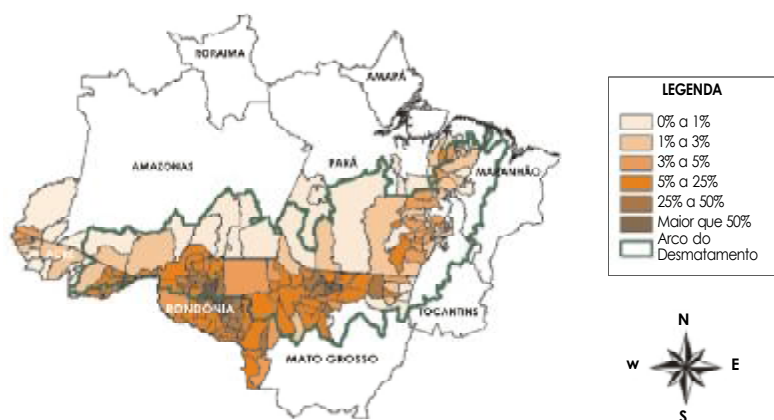 RORAIMA
AMAPÁ
AMAZONAS
PARÁ
MARANHÃO
RONDÔNIA
TOCANTINS
MATO GROSSO
LEGENDA
0% a 1%
1% a 3%
3% a 5%
5% a 25%
25% a 50%
Maior que 50%
Arco do
Desmatamento
N
W E
S